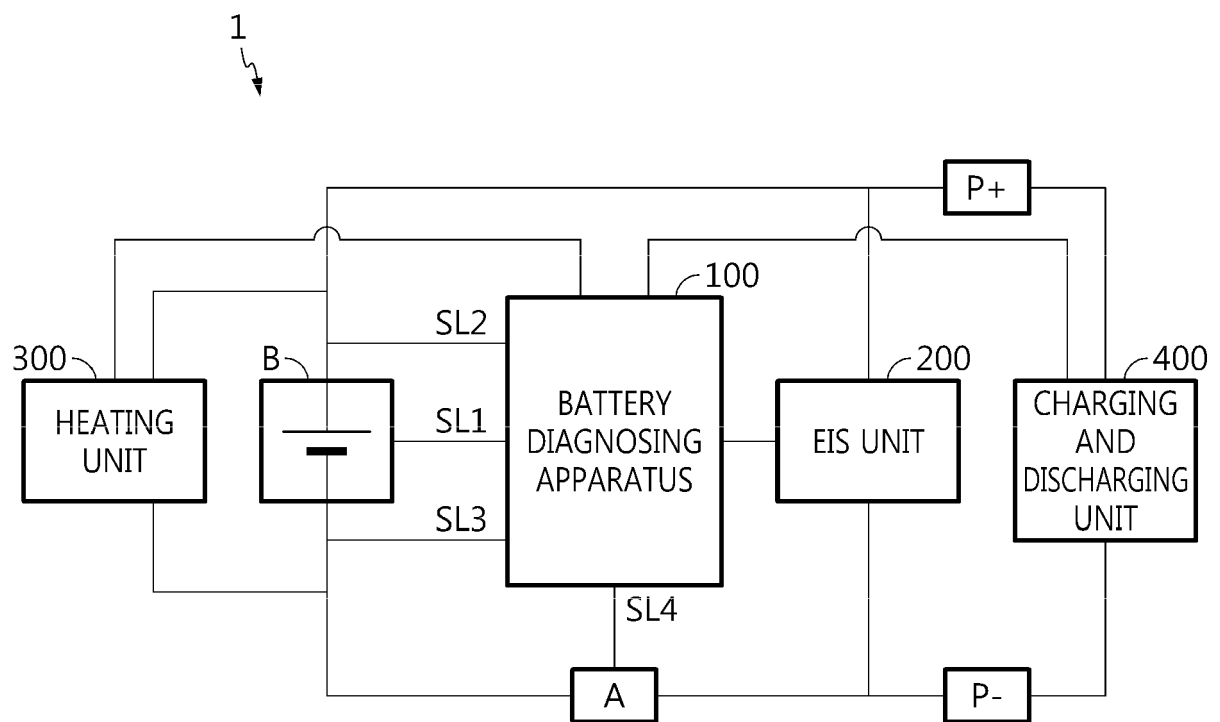 1
P+
100
SL2
300
B
200
400
HEATING
UNIT
SL1
BATTERY
DIAGNOSING
APPARATUS
EIS UNIT
CHARGING
AND
DISCHARGING
UNIT
SL3
SL4
A
P-